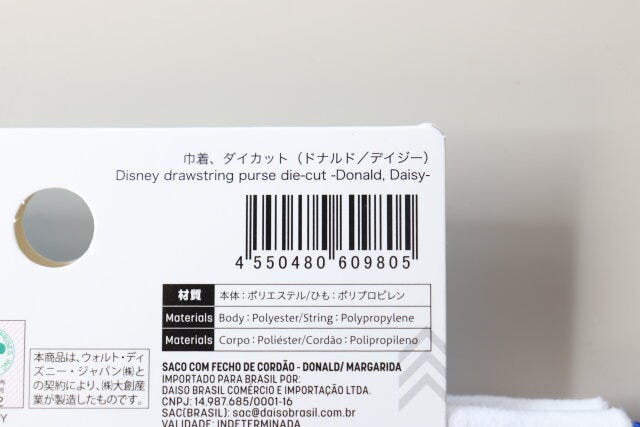 巾着、ダイカット（ドナルド／デイジー）
Disney drawstring purse die-cut -Donald, Daisy-
4 550480 609805
材質 本体：ポリエステル/ひも：ポリプロピレン
Materials Body：Polyester/String：Polypropylene
Materials Corpo：Poliéster/Cordão：Polipropileno
本商品は、ウォルト・ディ
ズニー・ジャパン㈱と
の契約により、㈱大創産
業が製造したものです。
SACO COM FECHO DE CORDÃO - DONALD/ MARGARIDA
IMPORTADO PARA BRASIL POR:
DAISO BRASIL COMÉRCIO E IMPORTAÇÃO LTDA.
CNPJ: 14.987.685/0001-16
SAC(BRASIL): sac@daisobrasil.com.br
VALIDADE: INDETERMINADA